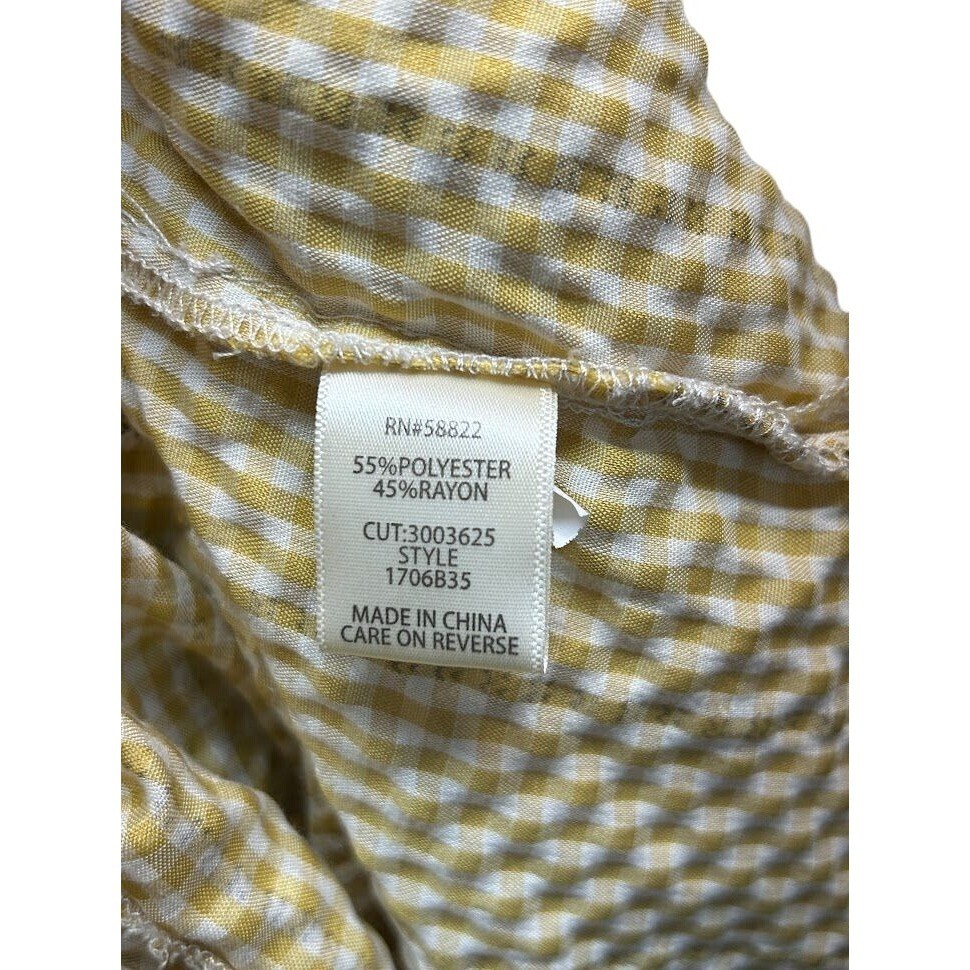 RN#58822
55%POLYESTER
45%RAYON
CUT:3003625
STYLE
1706B35
MADE IN CHINA
CARE ON REVERSE